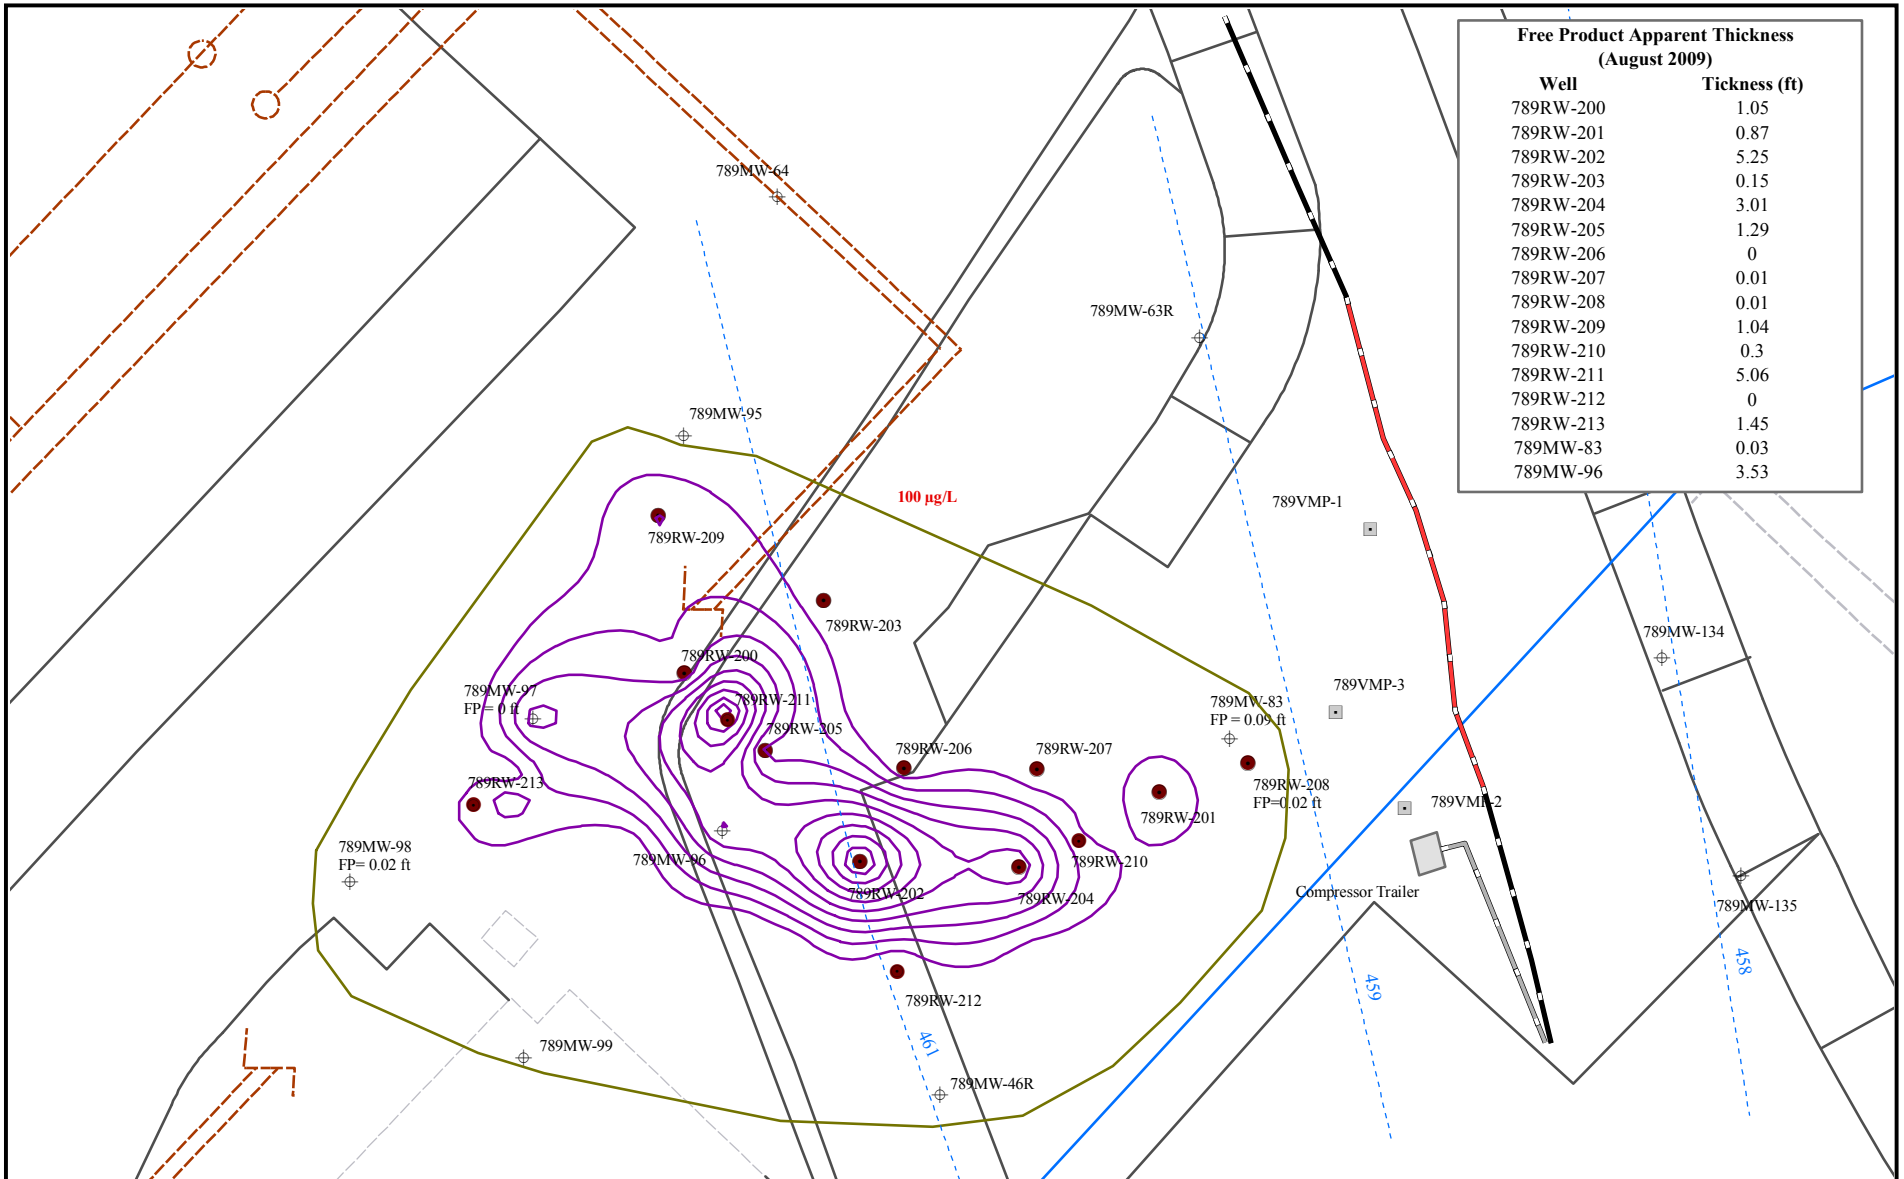 Free Product Apparent Thickness
(August 2009)
Well Tickness (ft)
789RW-200 1.05
789RW-201 0.87
789RW-202 5.25
789RW-203 0.15
789RW-204 3.01
789RW-205 1.29
789RW-206 0
789RW-207 0.01
789RW-208 0.01
789RW-209 1.04
789RW-210 0.3
789RW-211 5.06
789RW-212 0
789RW-213 1.45
789MW-83 0.03
789MW-96 3.53
789MW-64
789MW-63R
789MW-95
100 µg/L
789VMP-1
789RW-209
789RW-203
789MW-134
789RW-200
789VMP-3
789MW-97
FP = 0 ft
789RW-211
789MW-83
FP = 0.09 ft
789RW-205
789RW-206
789RW-207
789RW-213
789RW-208
FP=0.02 ft
789VMP-2
789RW-201
789MW-98
FP= 0.02 ft
789MW-96
789RW-210
789RW-202
789RW-204
Compressor Trailer
789MW-135
458
459
789RW-212
461
789MW-99
789MW-46R